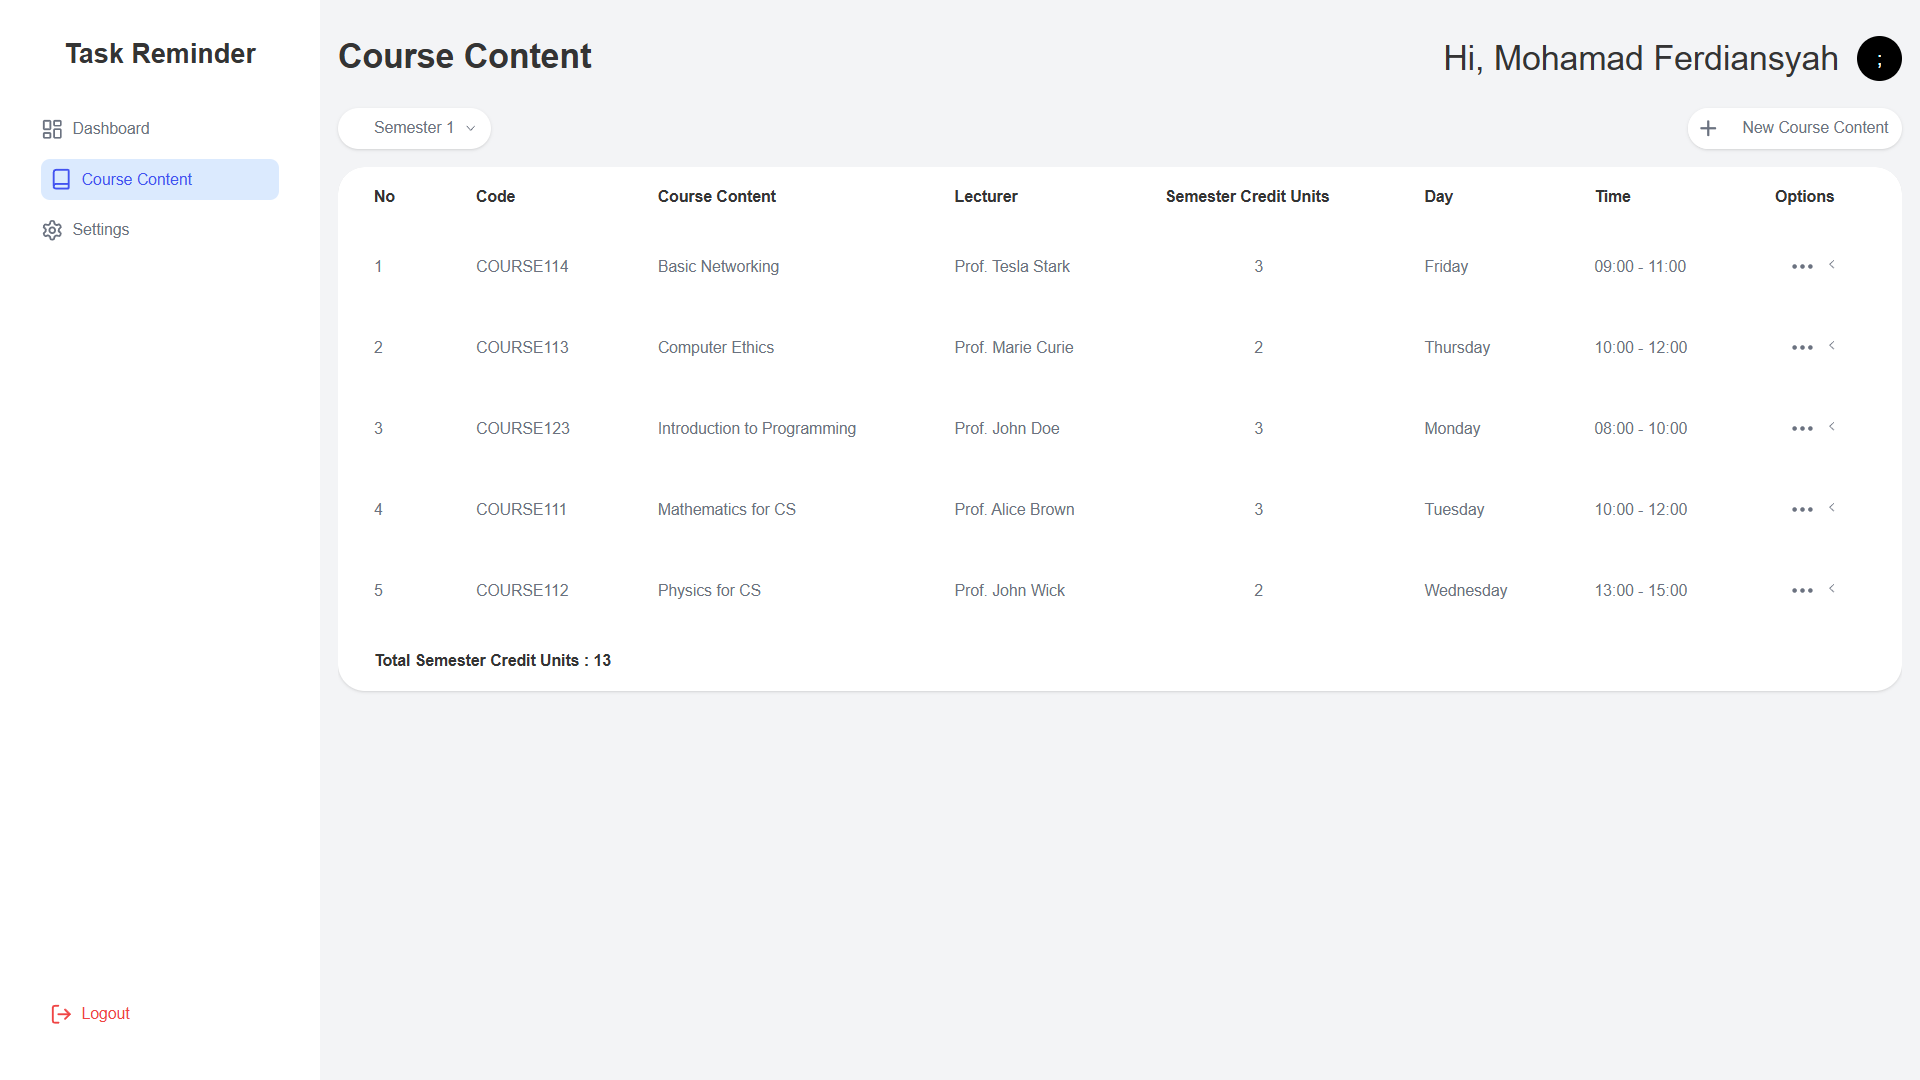 Task Reminder
Dashboard
Course Content
Settings
Logout
Course Content
Hi, Mohamad Ferdiansyah ;
Semester 1
New Course Content
No Code Course Content Lecturer Semester Credit Units Day Time Options
1 COURSE114 Basic Networking Prof. Tesla Stark 3 Friday 09:00 - 11:00
2 COURSE113 Computer Ethics Prof. Marie Curie 2 Thursday 10:00 - 12:00
3 COURSE123 Introduction to Programming Prof. John Doe 3 Monday 08:00 - 10:00
4 COURSE111 Mathematics for CS Prof. Alice Brown 3 Tuesday 10:00 - 12:00
5 COURSE112 Physics for CS Prof. John Wick 2 Wednesday 13:00 - 15:00
Total Semester Credit Units : 13